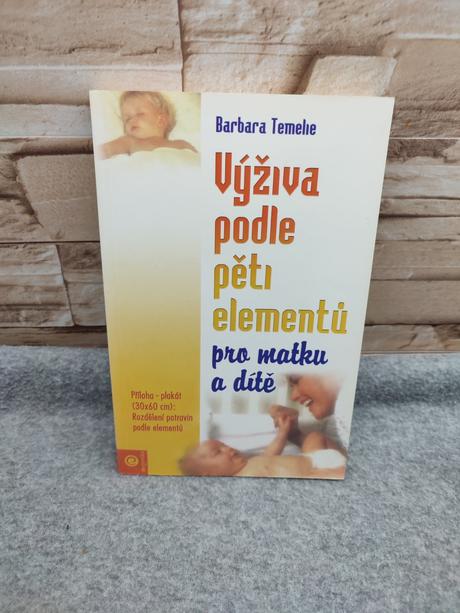 Barbara Temelie
Výživa
podle
pěti
elementů
pro matku
a dítě
Příloha - plakát
(30x60 cm):
Rozdělení potravin
podle elementů